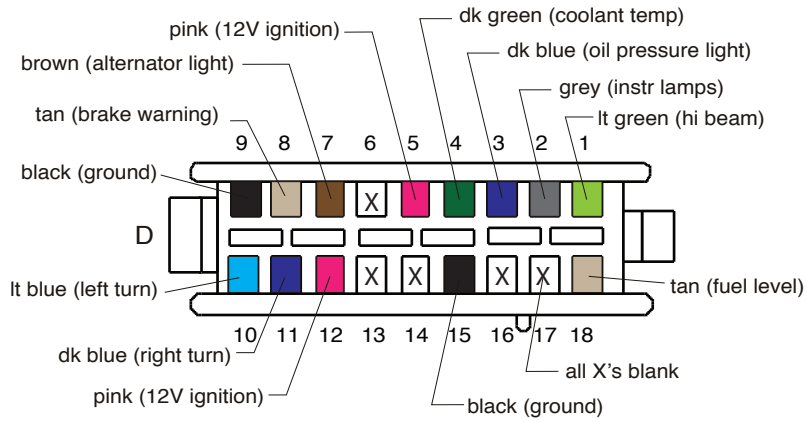 dk green (coolant temp)
pink (12V ignition)
dk blue (oil pressure light)
brown (alternator light)
grey (instr lamps)
tan (brake warning)
lt green (hi beam)
9 8 7 6 5 4 3 2 1
black (ground)
X
D
X X X X
lt blue (left turn)
tan (fuel level)
10 11 12 13 14 15 16 17 18
dk blue (right turn)
all X's blank
pink (12V ignition)
black (ground)